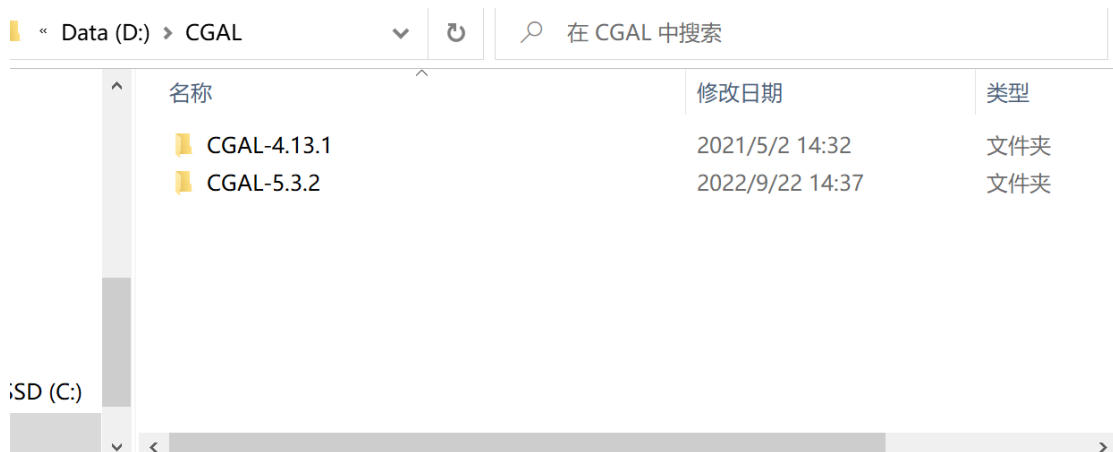 « Data (D:) > CGAL 在 CGAL 中搜索
名称 修改日期 类型
CGAL-4.13.1 2021/5/2 14:32 文件夹
CGAL-5.3.2 2022/9/22 14:37 文件夹
SSD (C:)